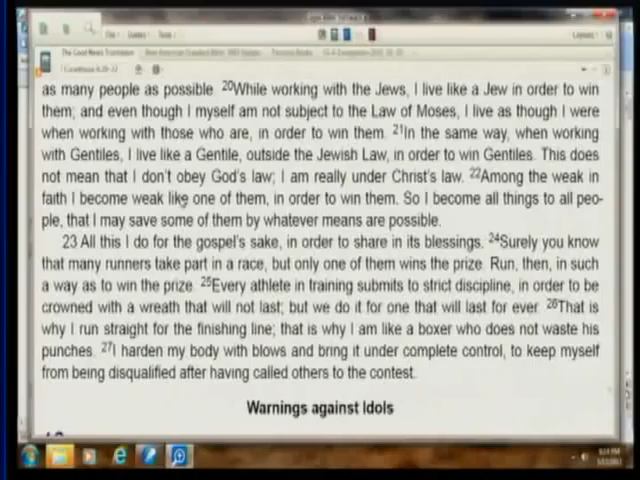 The Good News Translation
as many people as possible. 20While working with the Jews, I live like a Jew in order to win
them; and even though I myself am not subject to the Law of Moses, I live as though I were
when working with those who are, in order to win them. 21In the same way, when working
with Gentiles, I live like a Gentile, outside the Jewish Law, in order to win Gentiles. This does
not mean that I don't obey God's law; I am really under Christ's law. 22Among the weak in
faith I become weak like one of them, in order to win them. So I become all things to all peo-
ple, that I may save some of them by whatever means are possible.
23 All this I do for the gospel's sake, in order to share in its blessings. 24Surely you know
that many runners take part in a race, but only one of them wins the prize. Run, then, in such
a way as to win the prize. 25Every athlete in training submits to strict discipline, in order to be
crowned with a wreath that will not last; but we do it for one that will last for ever. 26That is
why I run straight for the finishing line; that is why I am like a boxer who does not waste his
punches. 27I harden my body with blows and bring it under complete control, to keep myself
from being disqualified after having called others to the contest.
Warnings against Idols